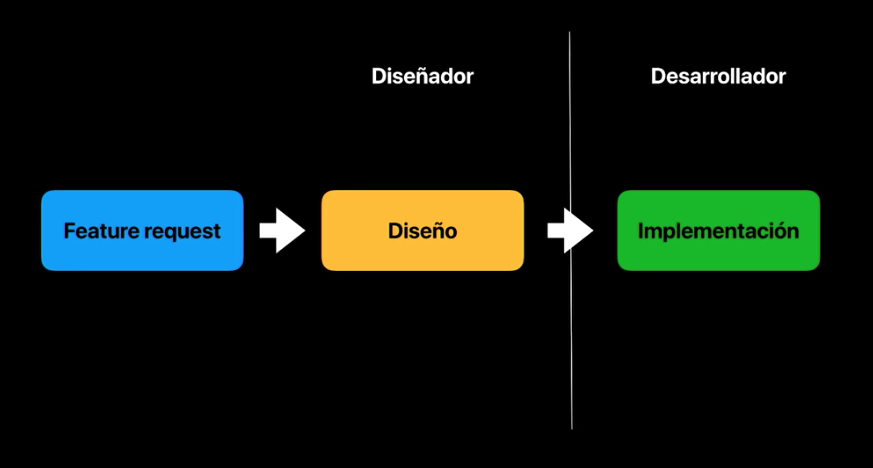 Diseñador
Desarrollador
Feature request
Diseño
Implementación